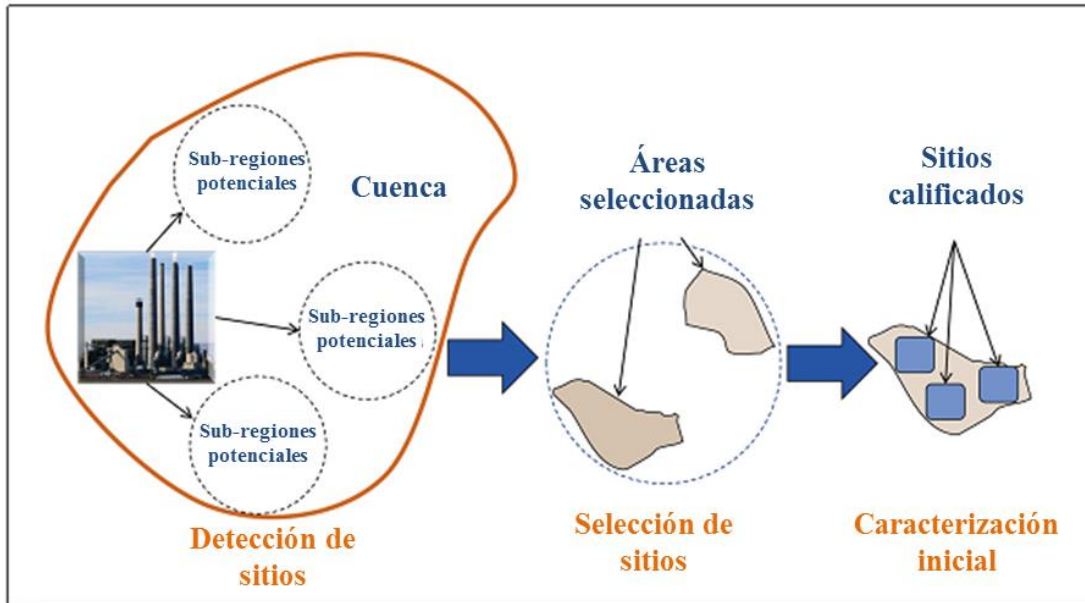 Sub-regiones
potenciales
Cuenca
Sub-regiones
potenciales
Sub-regiones
potenciales
Detección de
sitios
Áreas
seleccionadas
Selección de
sitios
Sitios
calificados
Caracterización
inicial